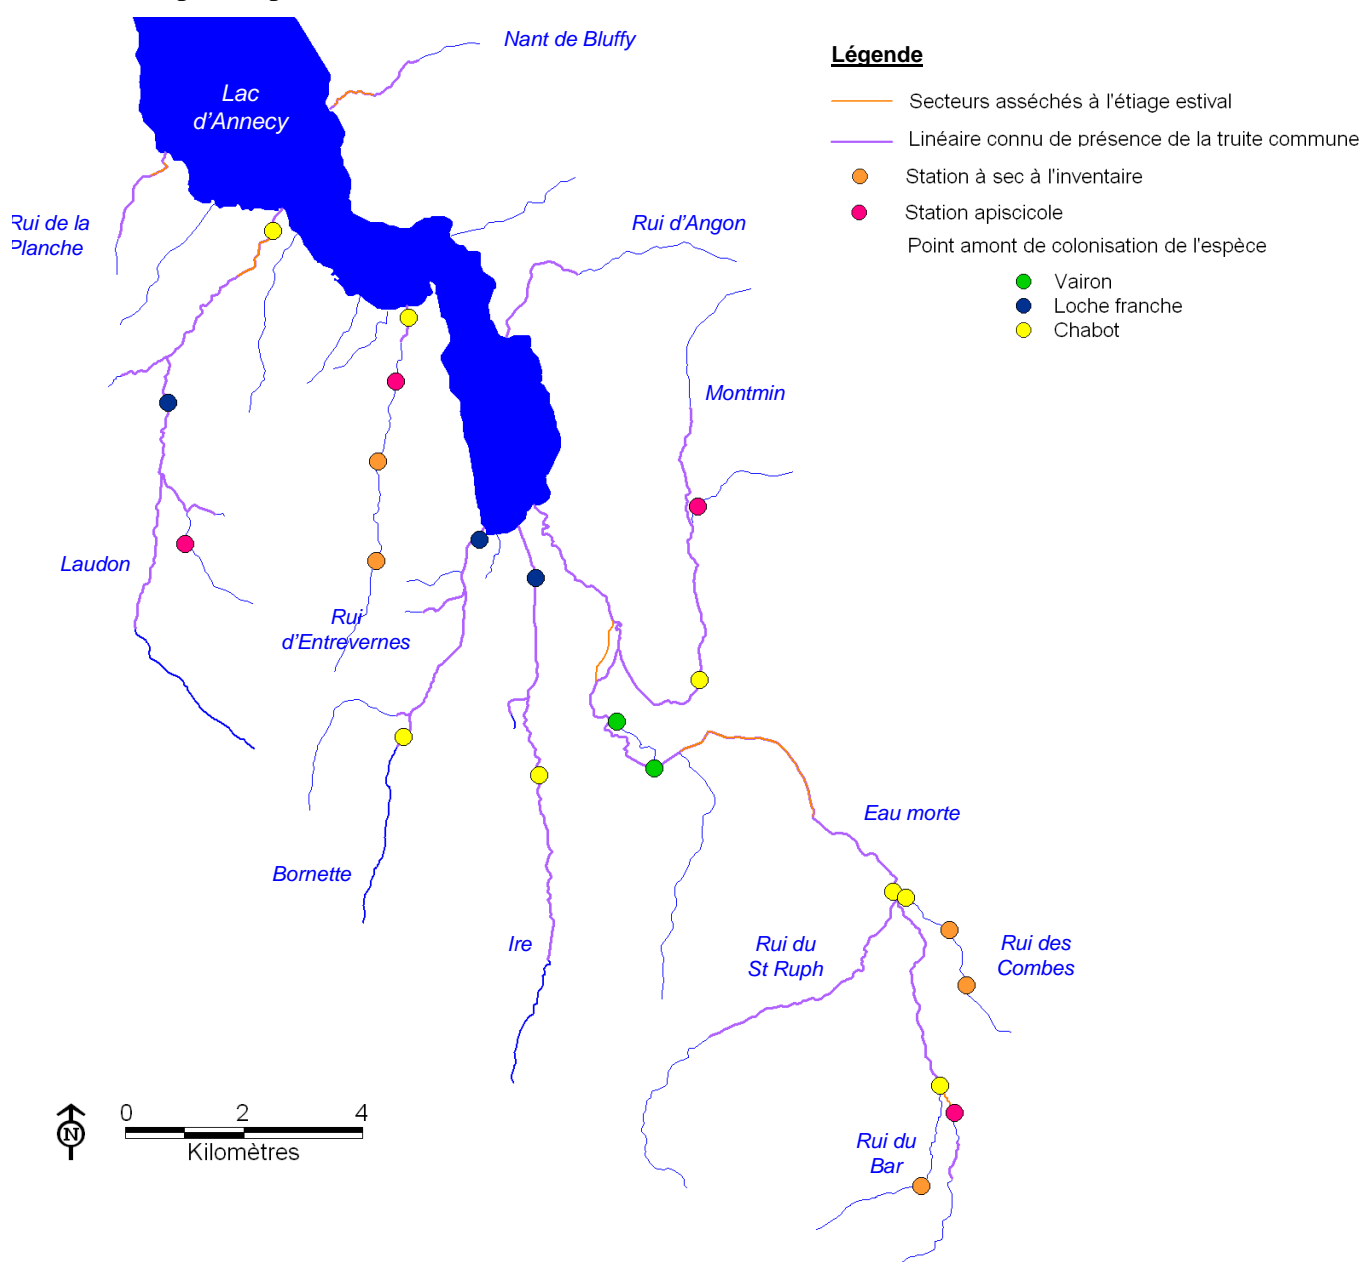 Nant de Bluffy
Lac
d'Annecy
Rui de la
Planche
Rui d'Angon
Montmin
Laudon
Rui
d'Entrevernes
Bornette
Ire
Eau morte
Rui du
St Ruph
Rui des
Combes
Rui du
Bar
Légende
Secteurs asséchés à l'étiage estival
Linéaire connu de présence de la truite commune
Station à sec à l'inventaire
Station apiscicole
Point amont de colonisation de l'espèce
Vairon
Loche franche
Chabot
0 2 4
Kilomètres
N